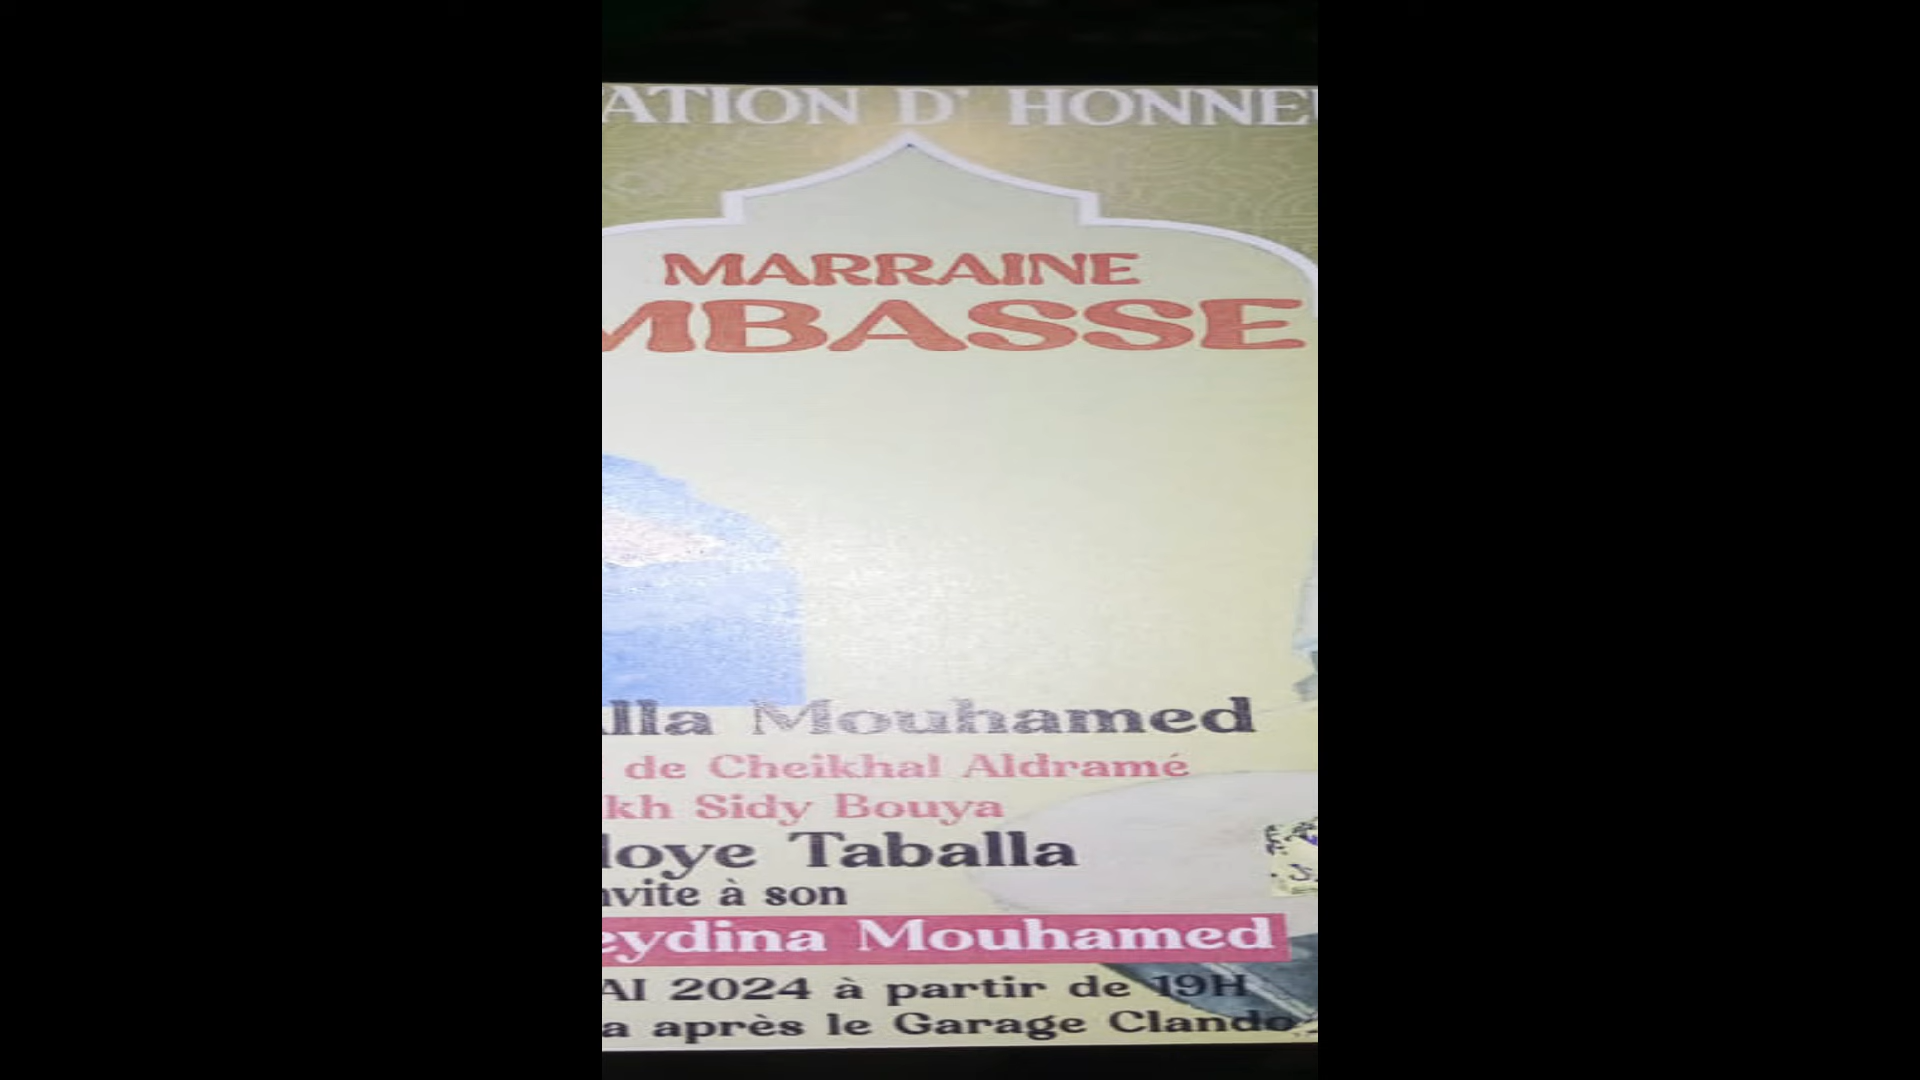 ATION D' HONNE
MARRAINE
MBASSE
lla Mouhamed
de Cheikhal Aldramé
kh Sidy Bouya
loye Taballa
nvite à son
eydina Mouhamed
AI 2024 à partir de 19H
a après le Garage Clando